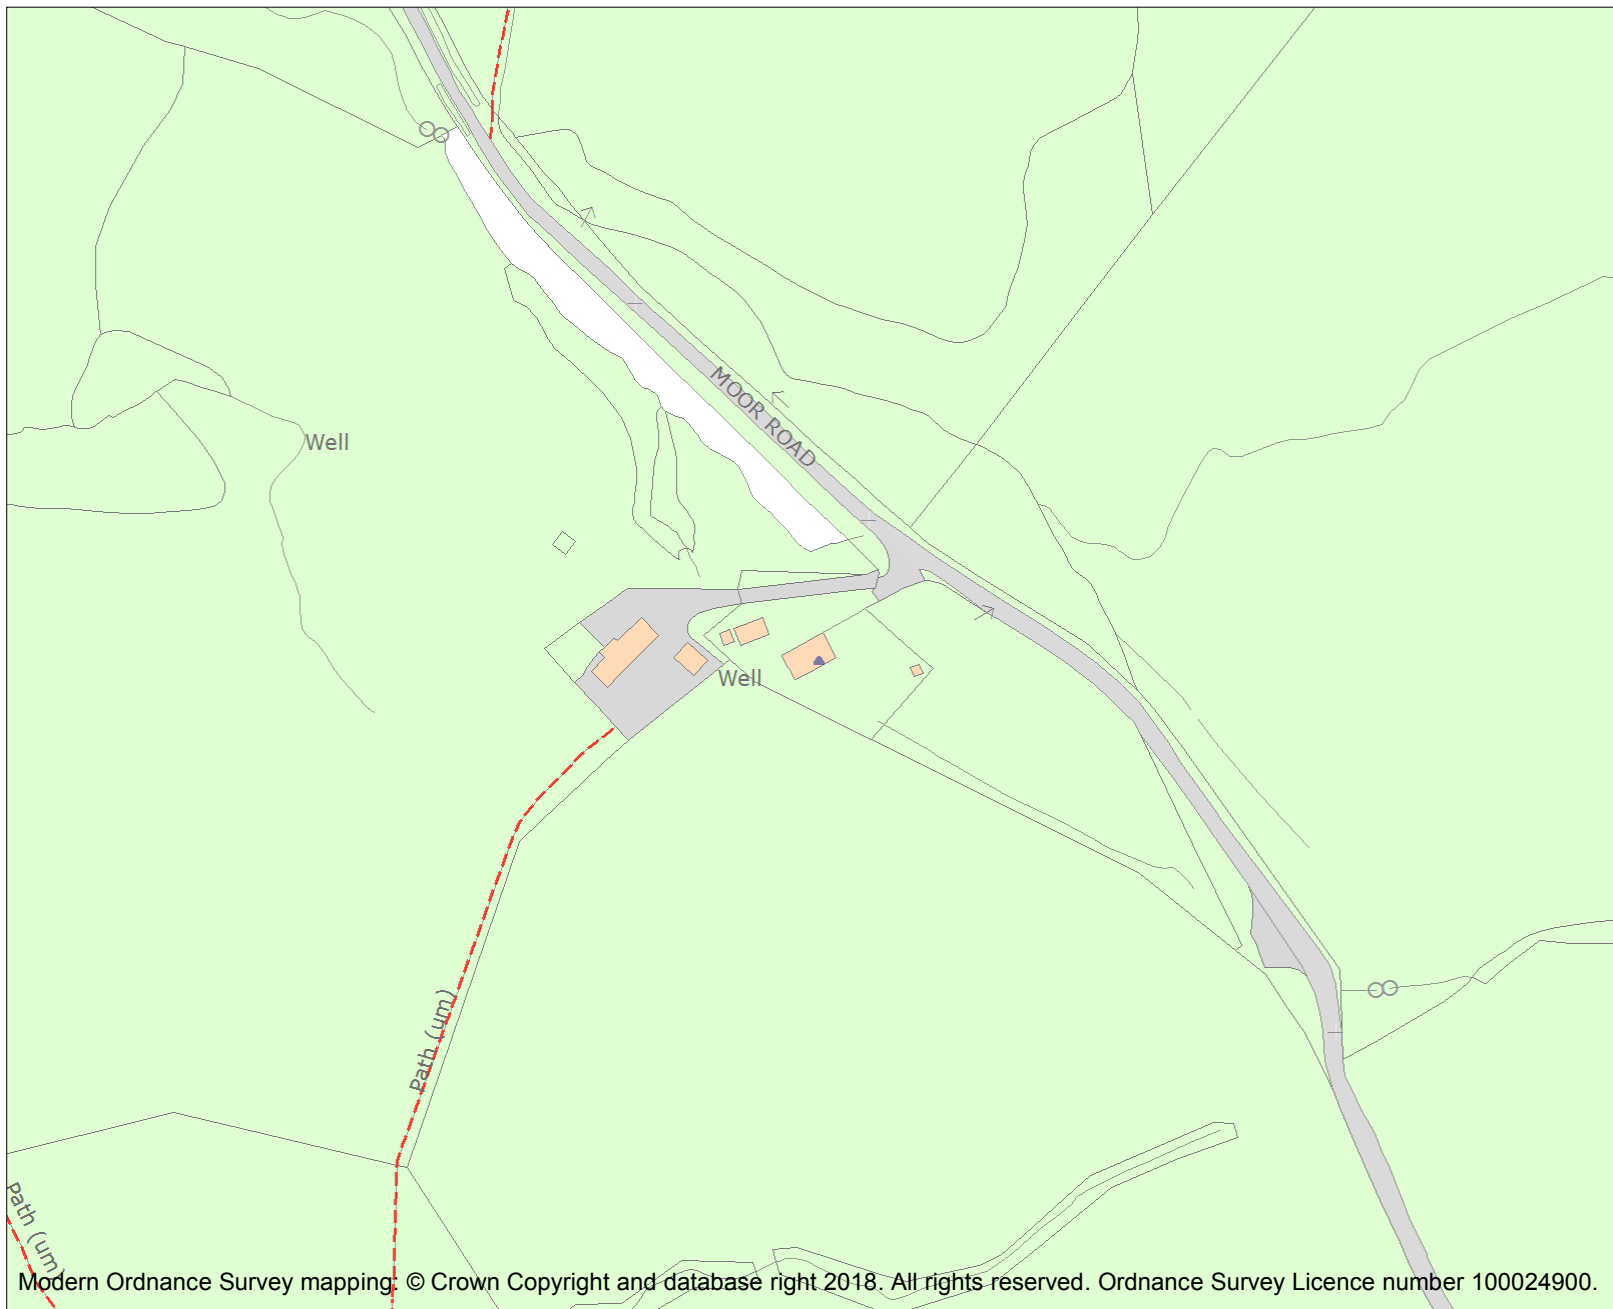 MOOR ROAD
Well
Well
Path (um)
Path (um)
Modern Ordnance Survey mapping: © Crown Copyright and database right 2018. All rights reserved. Ordnance Survey Licence number 100024900.